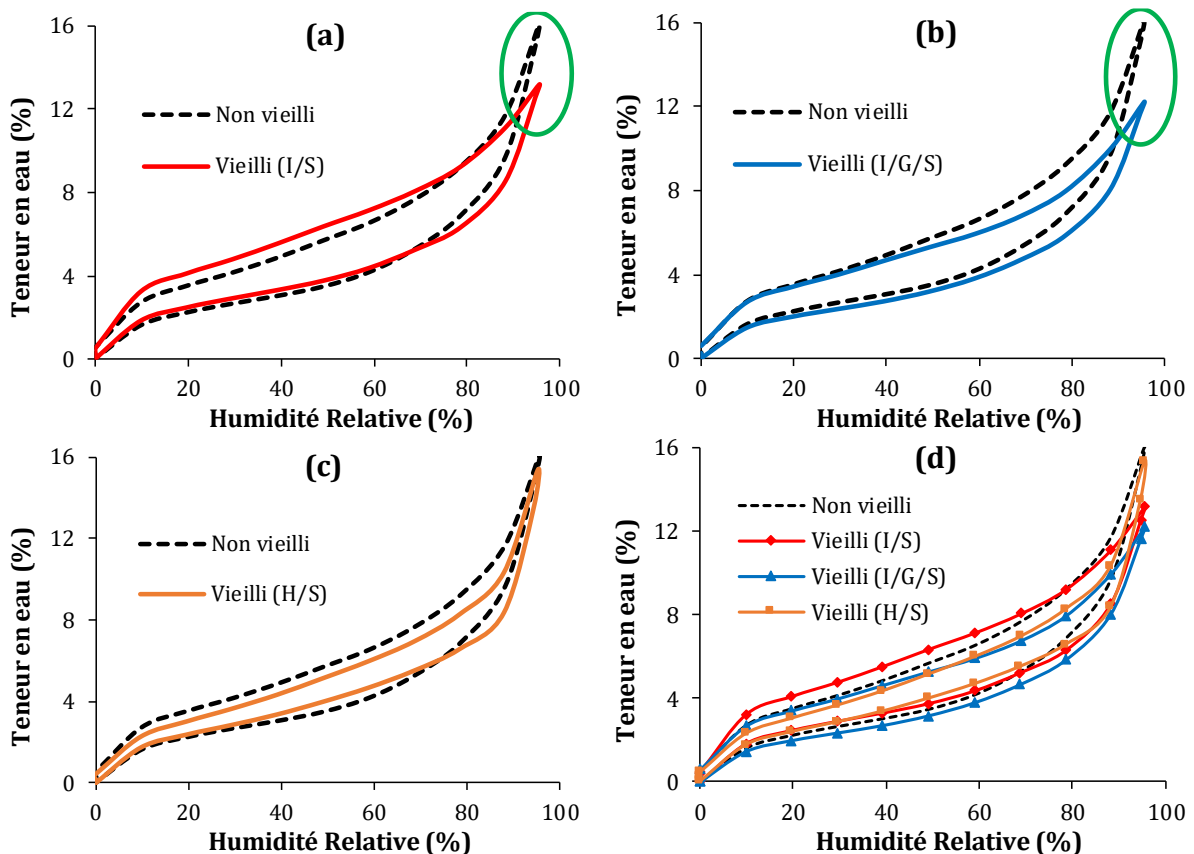 (a)
Teneur en eau (%)
16
12
8
4
0
Non vieilli
Vieilli (I/S)
0 20 40 60 80 100
Humidité Relative (%)
(b)
Teneur en eau (%)
16
12
8
4
0
Non vieilli
Vieilli (I/G/S)
0 20 40 60 80 100
Humidité Relative (%)
(c)
Teneur en eau (%)
16
12
8
4
0
Non vieilli
Vieilli (H/S)
0 20 40 60 80 100
Humidité Relative (%)
(d)
Teneur en eau (%)
16
12
8
4
0
Non vieilli
Vieilli (I/S)
Vieilli (I/G/S)
Vieilli (H/S)
0 20 40 60 80 100
Humidité Relative (%)